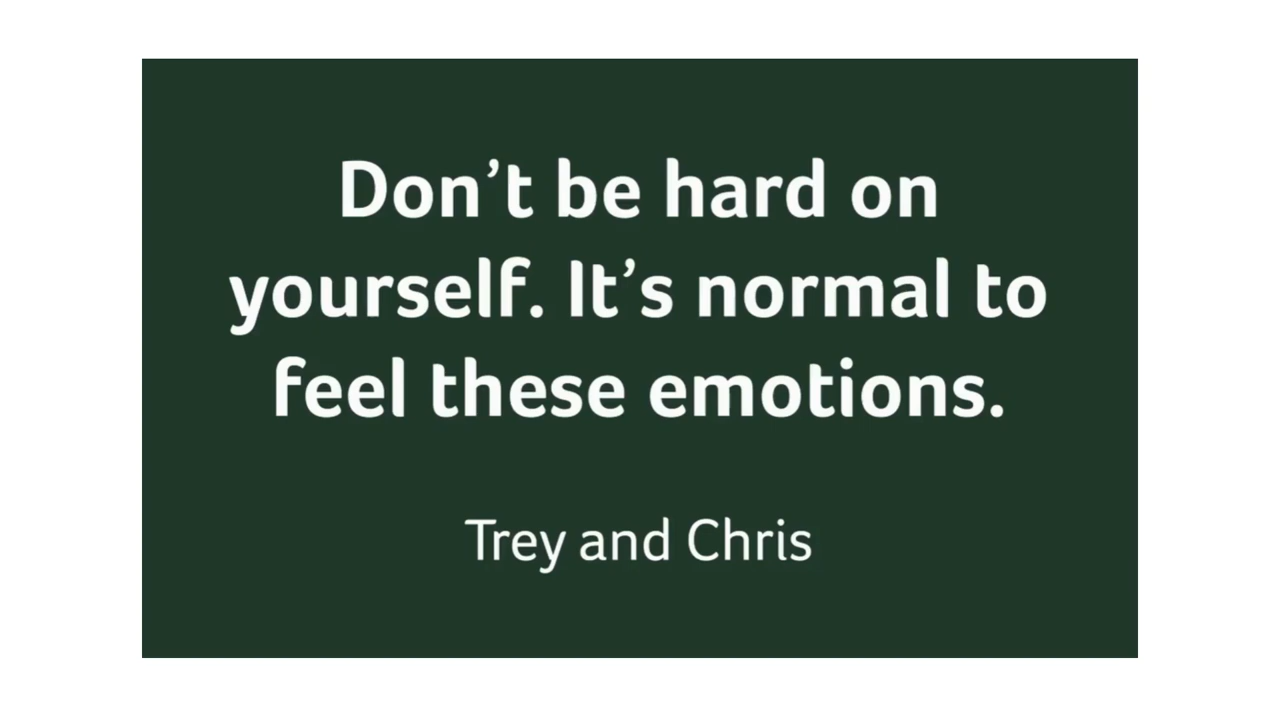 Don’t be hard on
yourself. It’s normal to
feel these emotions.
Trey and Chris